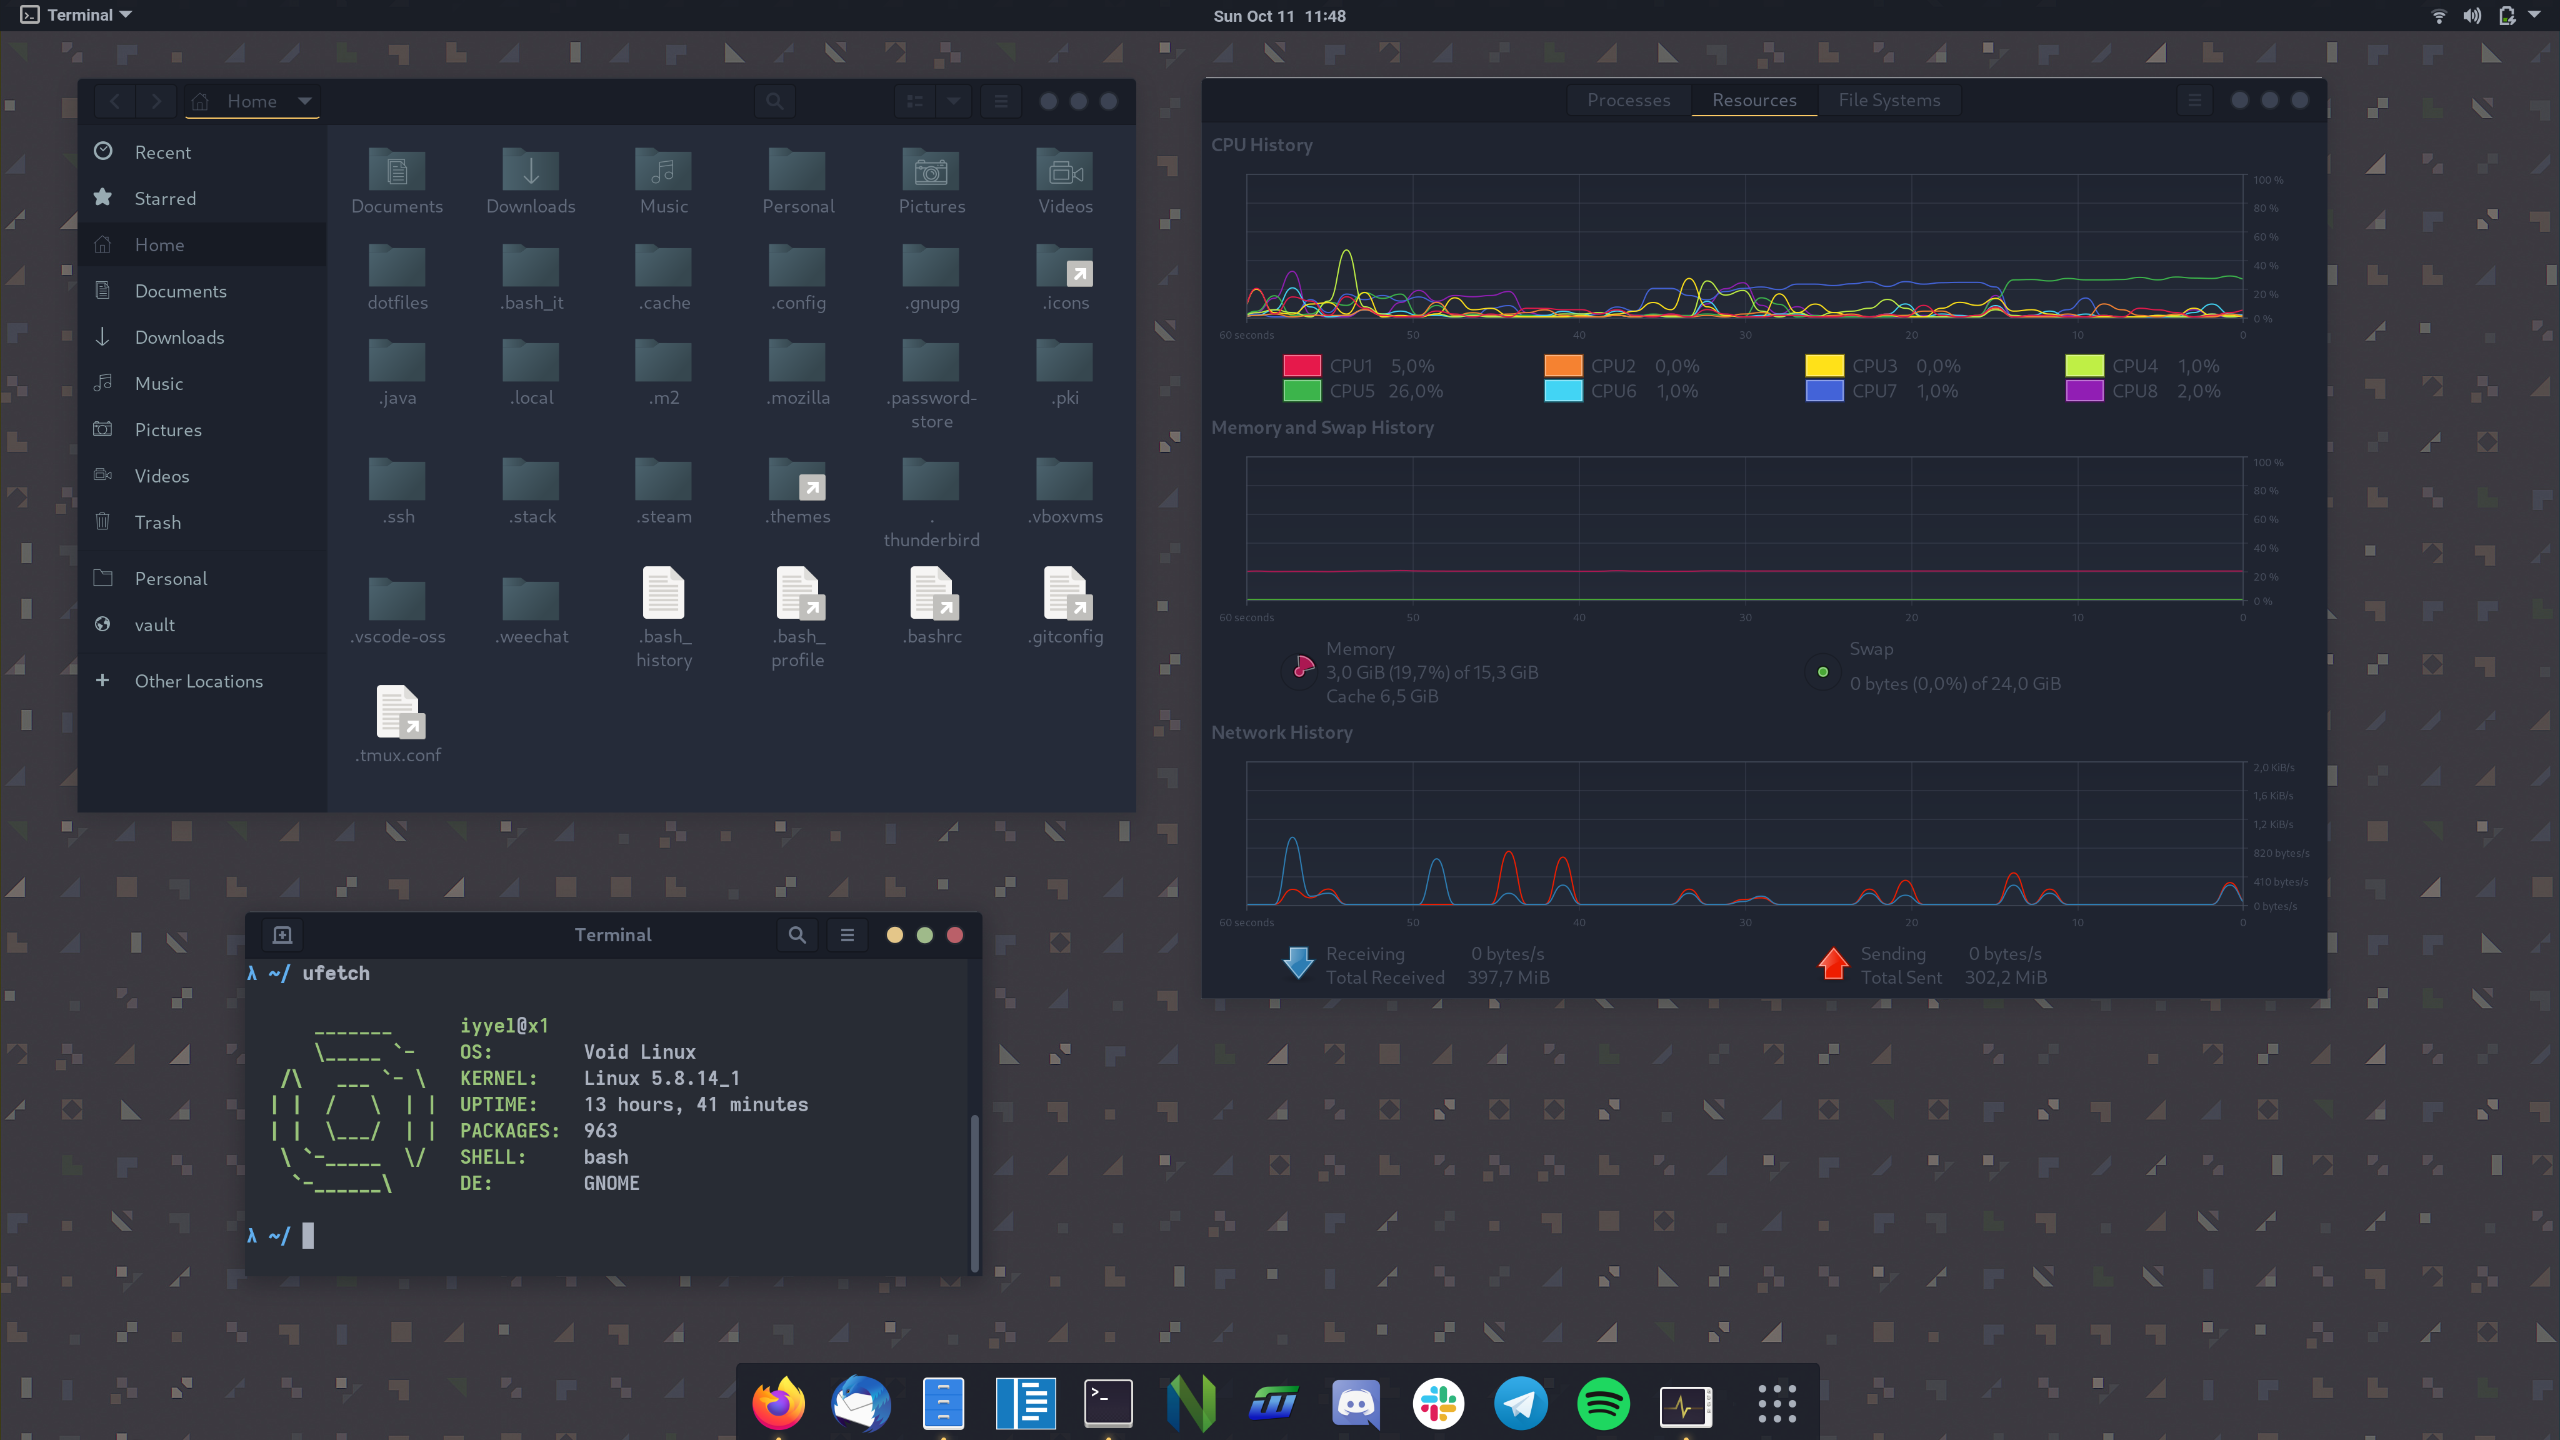 Terminal
Sun Oct 11 11:48
Home
Recent
Starred
Home
Documents
Downloads
Music
Pictures
Videos
Trash
Personal
vault
Other Locations
Documents Downloads Music Personal Pictures Videos
dotfiles .bash_it .cache .config .gnupg .icons
.java .local .m2 .mozilla .password-store .pki
.ssh .stack .steam .themes .thunderbird .vboxvms
.vscode-oss .weechat .bash_history .bash_profile .bashrc .gitconfig
.tmux.conf
Processes Resources File Systems
CPU History
100 %
80 %
60 %
40 %
20 %
0 %
60 seconds 50 40 30 20 10 0
CPU1 5,0% CPU2 0,0% CPU3 0,0% CPU4 1,0%
CPU5 26,0% CPU6 1,0% CPU7 1,0% CPU8 2,0%
Memory and Swap History
100 %
80 %
60 %
40 %
20 %
0 %
60 seconds 50 40 30 20 10 0
Memory
3,0 GiB (19,7%) of 15,3 GiB
Cache 6,5 GiB
Swap
0 bytes (0,0%) of 24,0 GiB
Network History
2,0 KiB/s
1,6 KiB/s
1,2 KiB/s
820 bytes/s
410 bytes/s
0 bytes/s
60 seconds 50 40 30 20 10 0
Receiving 0 bytes/s
Total Received 397,7 MiB
Sending 0 bytes/s
Total Sent 302,2 MiB
Terminal
λ ~/ ufetch
iyyel@x1
OS: Void Linux
KERNEL: Linux 5.8.14_1
UPTIME: 13 hours, 41 minutes
PACKAGES: 963
SHELL: bash
DE: GNOME
λ ~/